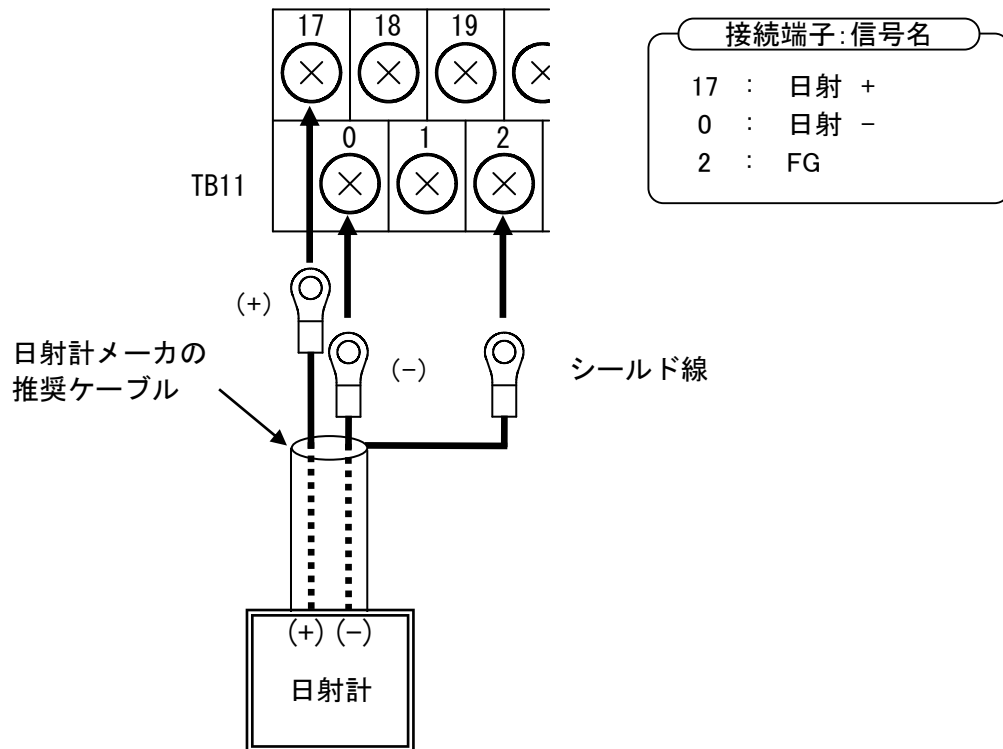 17 18 19
0 1 2
TB11
接続端子:信号名
17 : 日射 +
0 : 日射 -
2 : FG
(+)
(-)
シールド線
日射計メーカの
推奨ケーブル
(+) (-)
日射計